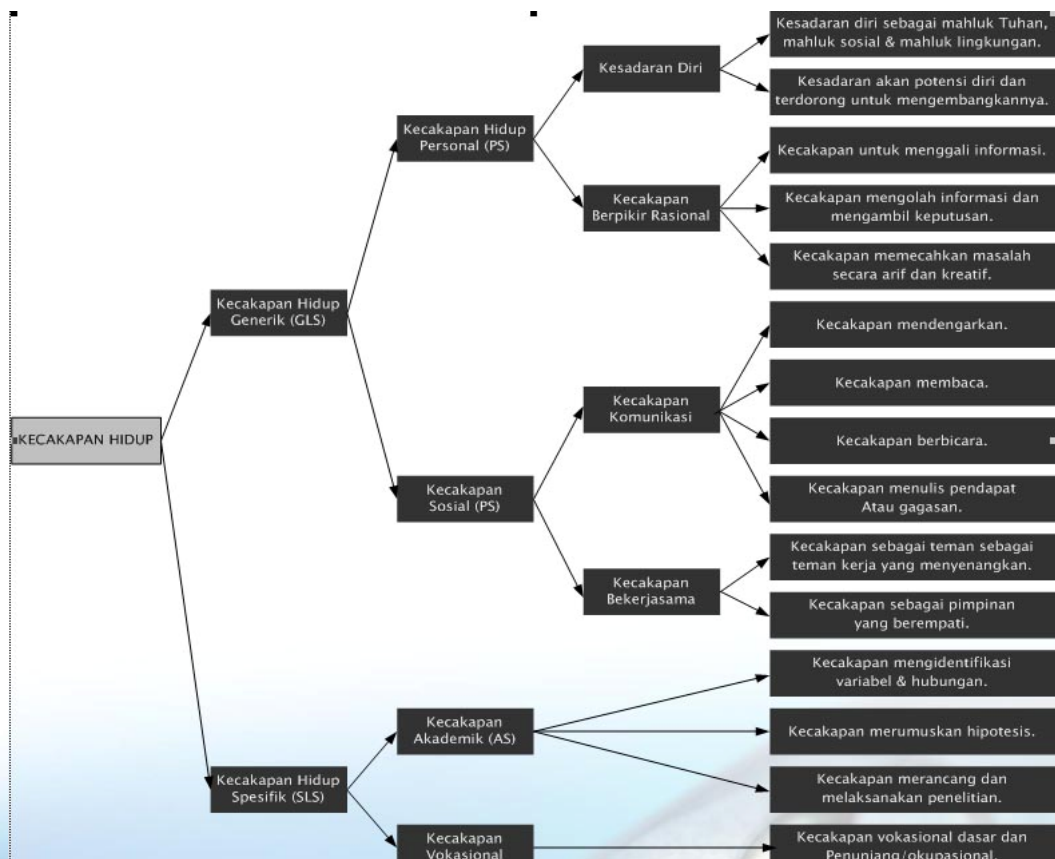 KECAKAPAN HIDUP
Kecakapan Hidup
Generik (GLS)
Kecakapan Hidup
Personal (PS)
Kesadaran Diri
Kesadaran diri sebagai mahluk Tuhan,
mahluk sosial & mahluk lingkungan.
Kesadaran akan potensi diri dan
terdorong untuk mengembangkannya.
Kecakapan
Berpikir Rasional
Kecakapan untuk menggali informasi.
Kecakapan mengolah informasi dan
mengambil keputusan.
Kecakapan memecahkan masalah
secara arif dan kreatif.
Kecakapan
Sosial (PS)
Kecakapan
Komunikasi
Kecakapan mendengarkan.
Kecakapan membaca.
Kecakapan berbicara.
Kecakapan menulis pendapat
Atau gagasan.
Kecakapan
Bekerjasama
Kecakapan sebagai teman sebagai
teman kerja yang menyenangkan.
Kecakapan sebagai pimpinan
yang berempati.
Kecakapan Hidup
Spesifik (SLS)
Kecakapan
Akademik (AS)
Kecakapan mengidentifikasi
variabel & hubungan.
Kecakapan merumuskan hipotesis.
Kecakapan merancang dan
melaksanakan penelitian.
Kecakapan
Vokasional
Kecakapan vokasional dasar dan
Penunjang/okupasional.